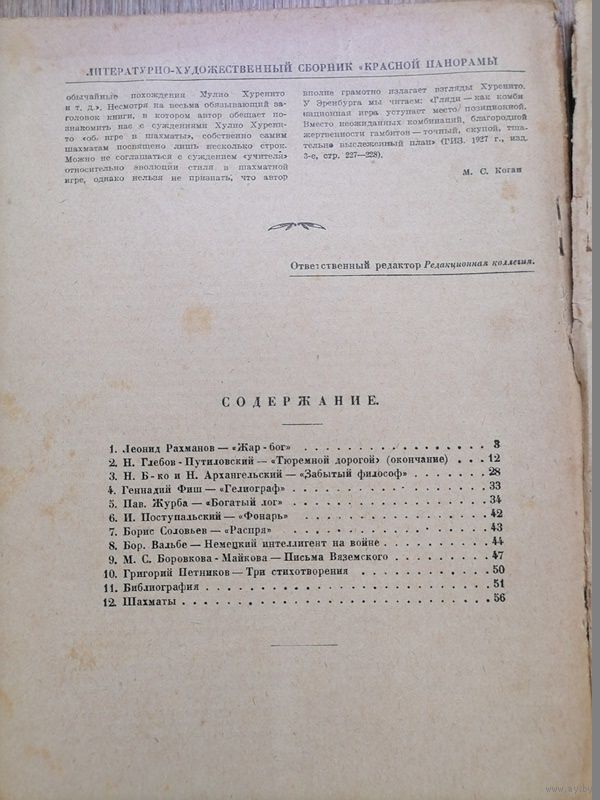 ЛИТЕРАТУРНО-ХУДОЖЕСТВЕННЫЙ СБОРНИК «КРАСНОЙ ПАНОРАМЫ
обычайные похождения Хулио Хуренито
и т. д.». Несмотря на весьма обязывающий за-
головок книги, в котором автор обещает по-
знакомить нас с суждениями Хулио Хурени-
то «об игре в шахматы», собственно самим
шахматам посвящено лишь несколько строк.
Можно не соглашаться с суждением «учителя»
относительно эволюции стиля в шахматной
игре, однако нельзя не признать, что автор
вполне грамотно излагает взгляды Хуренито.
У Эренбурга мы читаем: «Гляди — как комби
национная игра уступает место позиционной.
Вместо неожиданных комбинаций, благородной
жертвенности гамбитов — точный, скупой, тща-
тельно выслеженный план» (ГИЗ. 1927 г., изд.
3-е, стр. 227—228).
М. С. Коган
Ответственный редактор Редакционная коллегия.
СОДЕРЖАНИЕ.
1. Леонид Рахманов — «Жар-бог» . . . . . . . . . . . . . . . . 3
2. Н. Глебов-Путиловский — «Тюремной дорогой» (окончание) . . . 12
3. Н. Б-ко и Н. Архангельский — «Забытый философ» . . . . . . . 28
4. Геннадий Фиш — «Гелиограф» . . . . . . . . . . . . . . . . 33
5. Пав. Журба — «Богатый лог» . . . . . . . . . . . . . . . . 34
6. И. Поступальский — «Фонарь» . . . . . . . . . . . . . . . . 42
7. Борис Соловьев — «Распря» . . . . . . . . . . . . . . . . 43
8. Бор. Вальбе — Немецкий интеллигент на войне . . . . . . . . . 44
9. М. С. Боровкова-Майкова — Письма Вяземского . . . . . . . . 47
10. Григорий Петников — Три стихотворения . . . . . . . . . . . 50
11. Библиография . . . . . . . . . . . . . . . . . . . . . . 51
12. Шахматы . . . . . . . . . . . . . . . . . . . . . . . . 56
www.ay.by